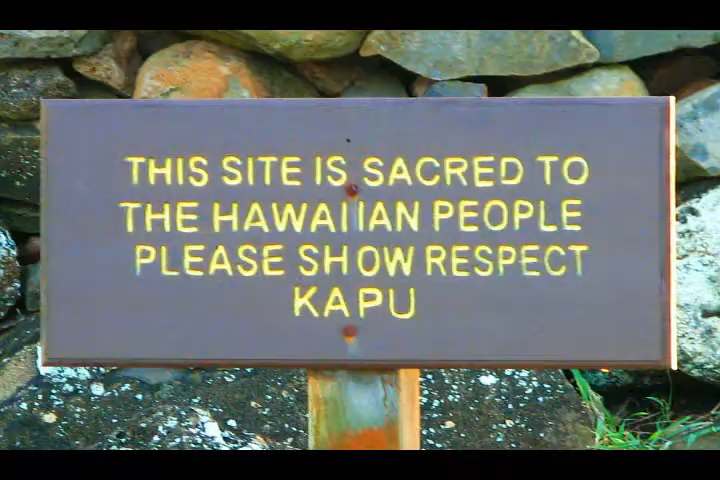 THIS SITE IS SACRED TO
THE HAWAIIAN PEOPLE
PLEASE SHOW RESPECT
KAPU